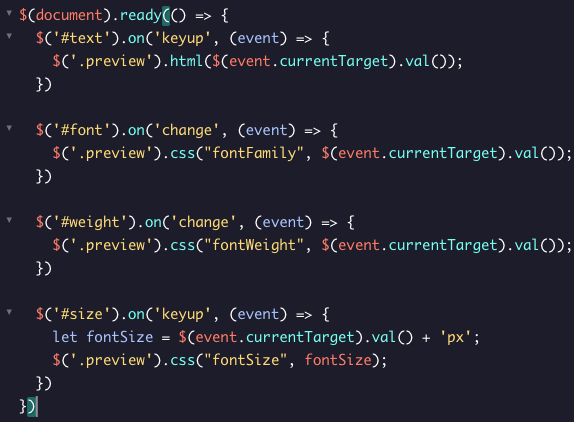 $(document).ready(() => {
  $('#text').on('keyup', (event) => {
    $('.preview').html($(event.currentTarget).val());
  })

  $('#font').on('change', (event) => {
    $('.preview').css("fontFamily", $(event.currentTarget).val());
  })

  $('#weight').on('change', (event) => {
    $('.preview').css("fontWeight", $(event.currentTarget).val());
  })

  $('#size').on('keyup', (event) => {
    let fontSize = $(event.currentTarget).val() + 'px';
    $('.preview').css("fontSize", fontSize);
  })
})